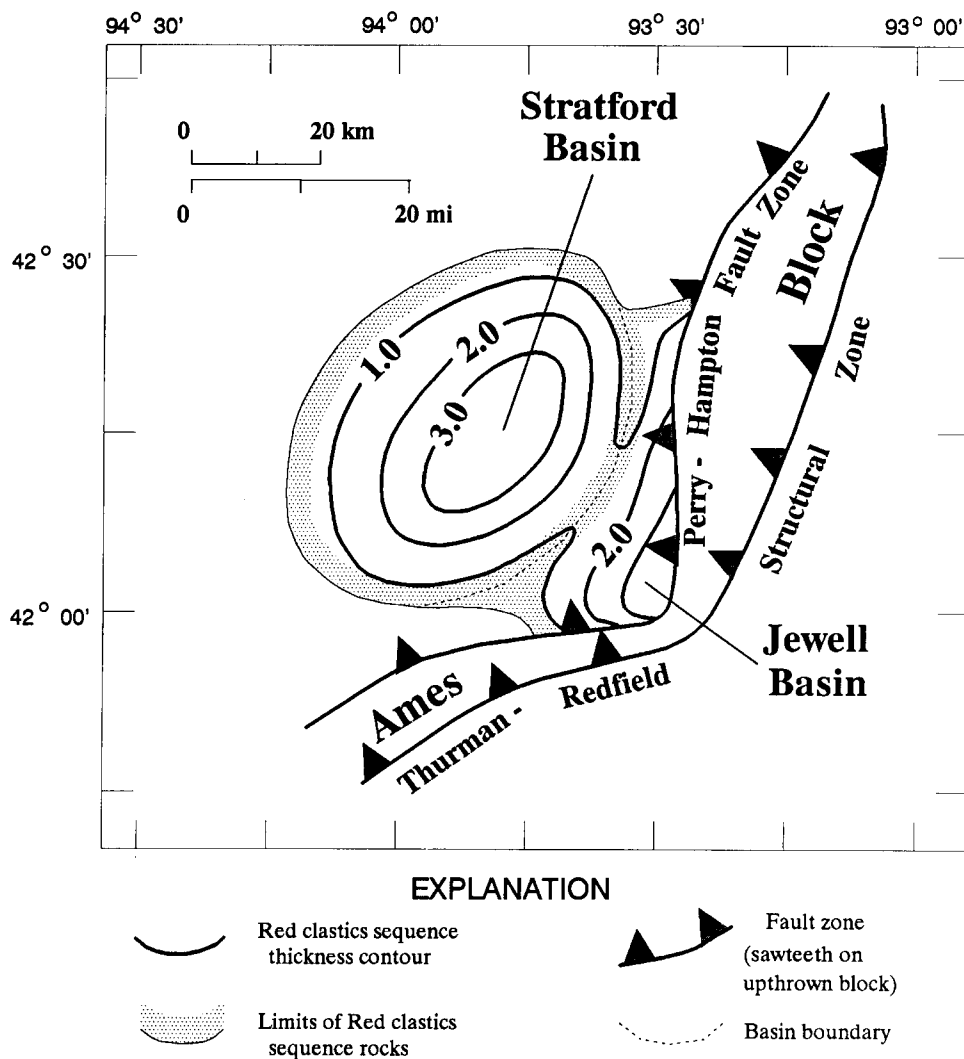 94° 30'
94° 00'
93° 30'
93° 00'
Stratford
Basin
0
20 km
0
20 mi
42° 30'
42° 00'
1.0
2.0
3.0
2.0
Perry - Hampton Fault Zone
Block
Zone
Structural
Jewell
Basin
Ames
Thurman - Redfield
EXPLANATION
Red clastics sequence
thickness contour
Limits of Red clastics
sequence rocks
Fault zone
(sawteeth on
upthrown block)
Basin boundary